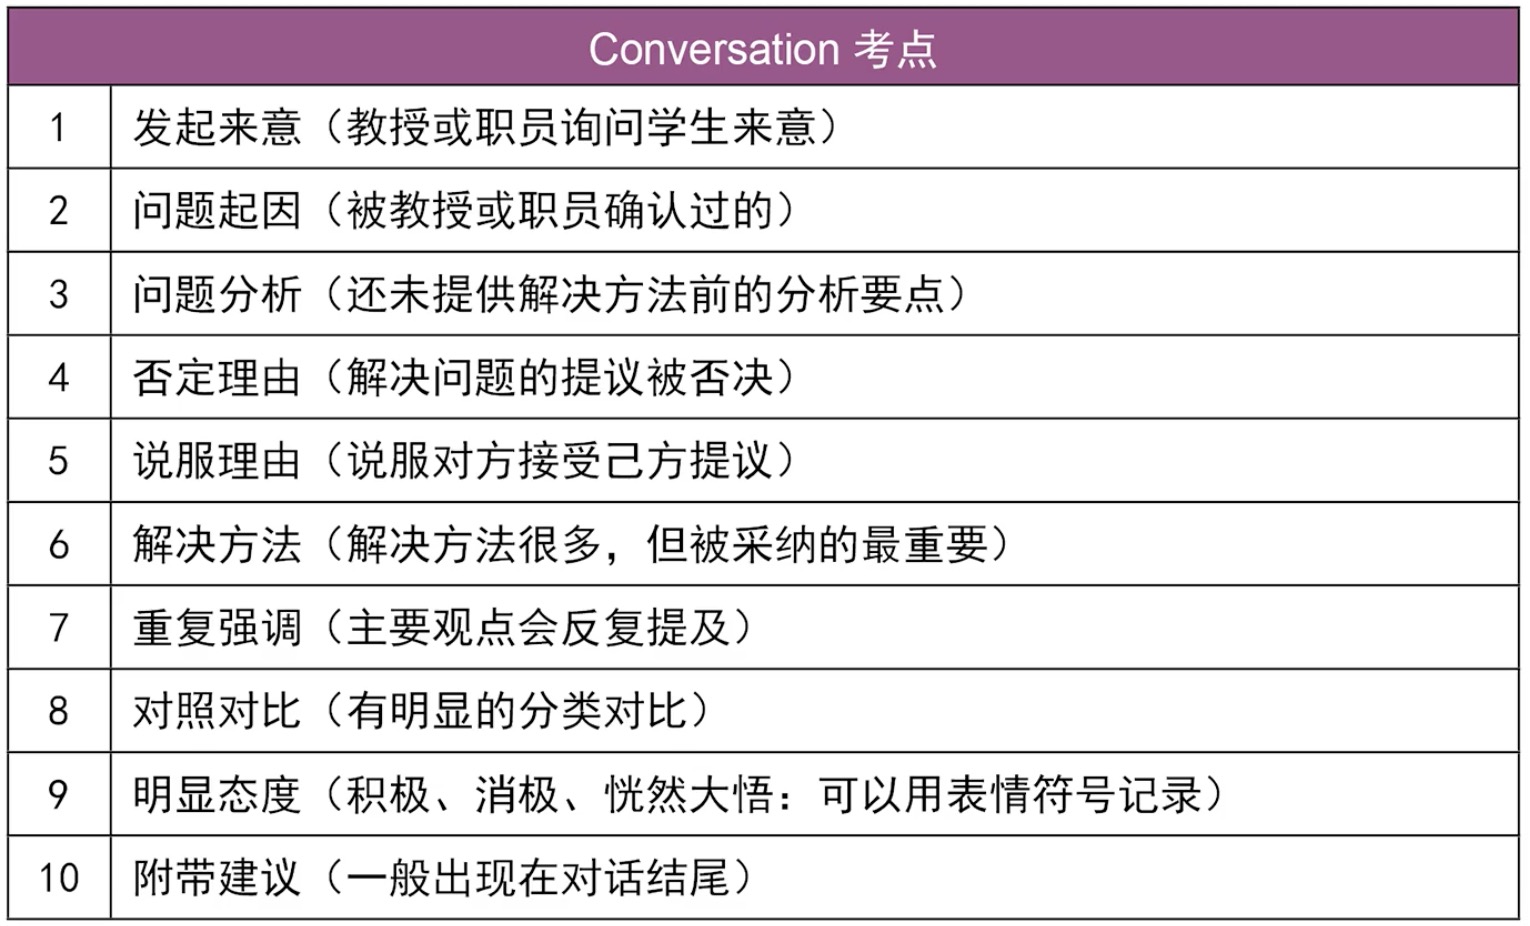 Conversation 考点
1 发起来意（教授或职员询问学生来意）
2 问题起因（被教授或职员确认过的）
3 问题分析（还未提供解决方法前的分析要点）
4 否定理由（解决问题的提议被否决）
5 说服理由（说服对方接受己方提议）
6 解决方法（解决方法很多，但被采纳的最重要）
7 重复强调（主要观点会反复提及）
8 对照对比（有明显的分类对比）
9 明显态度（积极、消极、恍然大悟：可以用表情符号记录）
10 附带建议（一般出现在对话结尾）